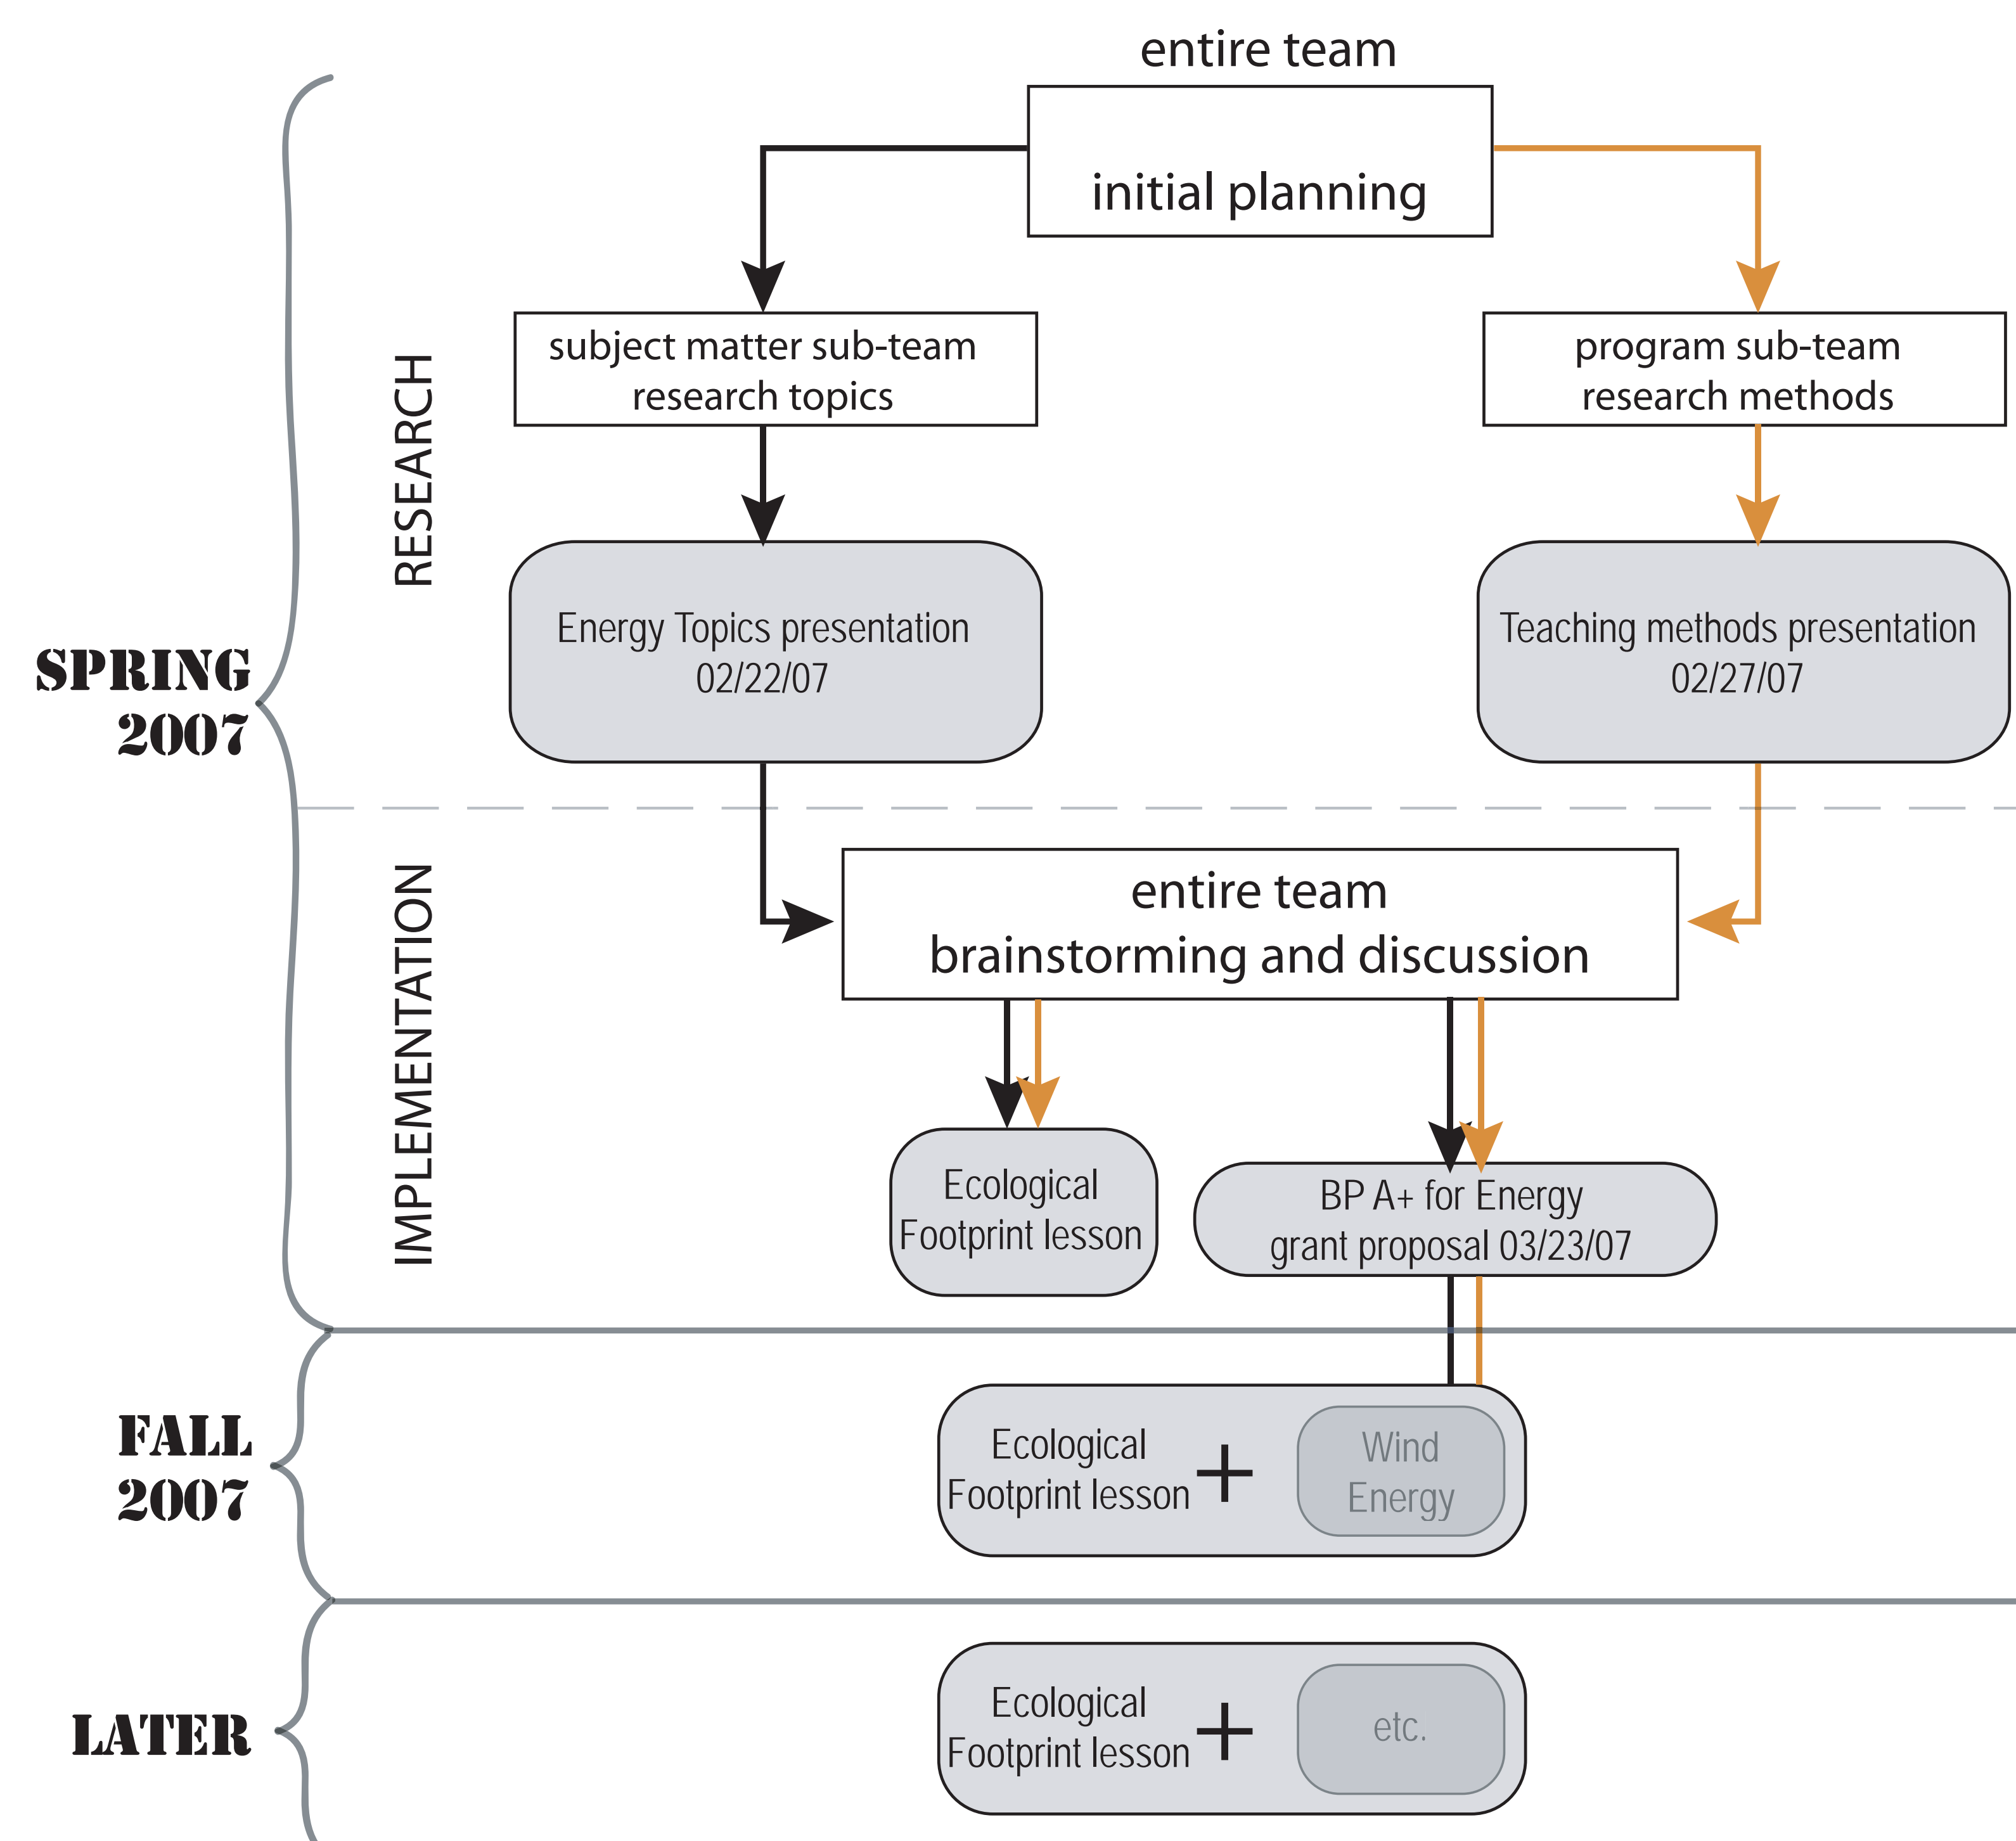 entire team
initial planning
subject matter sub-team
research topics
program sub-team
research methods
RESEARCH
Energy Topics presentation
02/22/07
Teaching methods presentation
02/27/07
SPRING
2007
IMPLEMENTATION
entire team
brainstorming and discussion
Ecological
Footprint lesson
BP A+ for Energy
grant proposal 03/23/07
FALL
2007
Ecological
Footprint lesson
+
Wind
Energy
LATER
Ecological
Footprint lesson
+
etc.